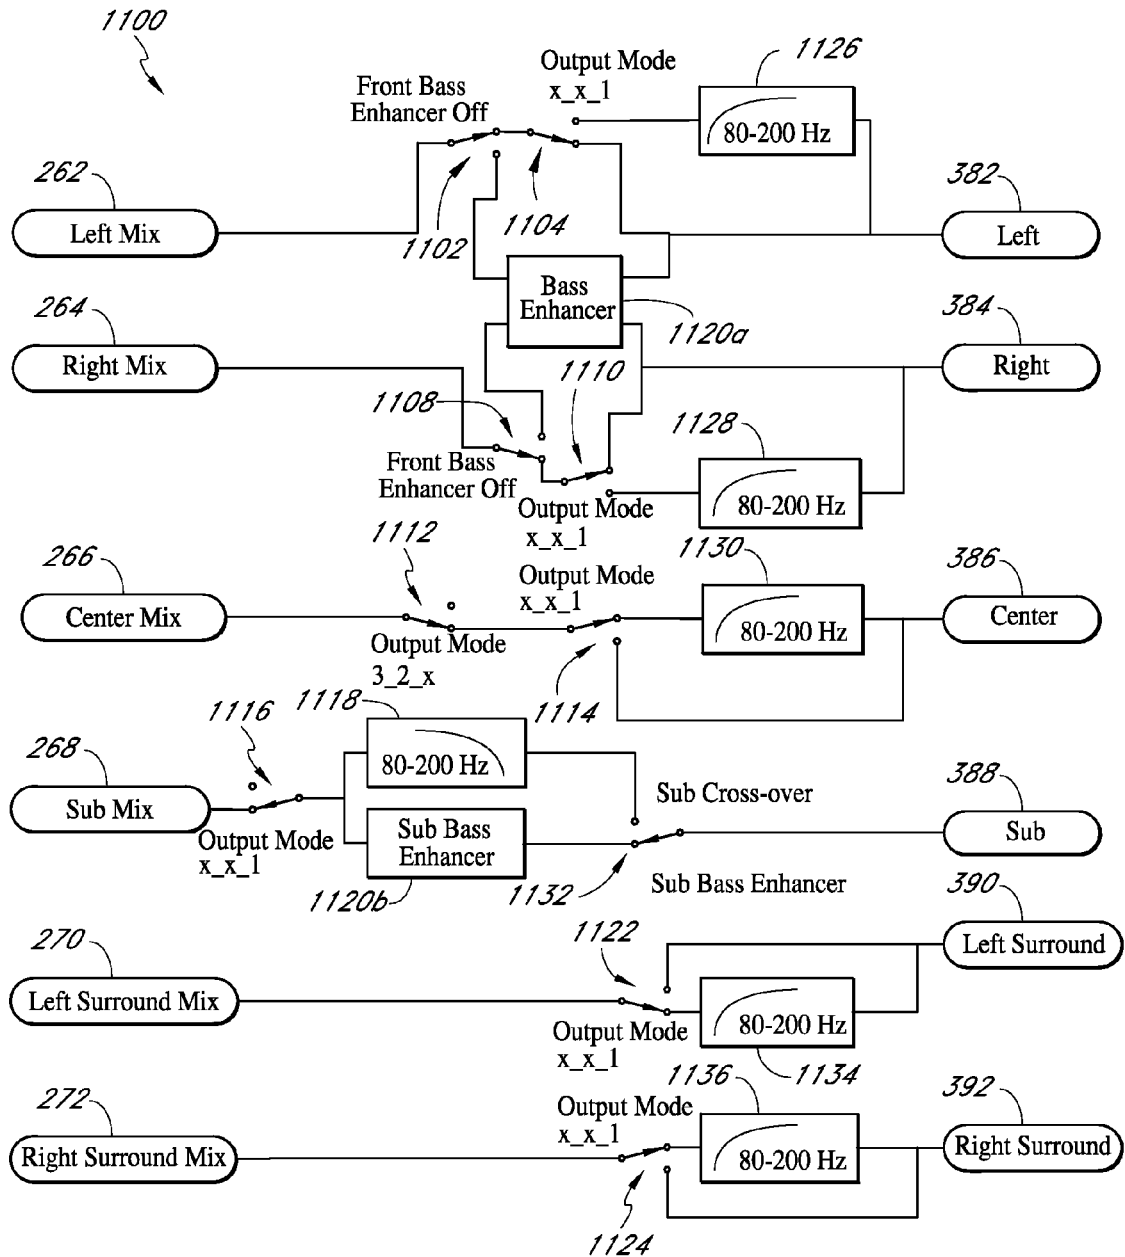 1100
Output Mode
x_x_1
1126
Front Bass
Enhancer Off
80-200 Hz
262
382
Left Mix
1102
1104
Left
264
Bass
Enhancer
1120a
384
Right Mix
1110
Right
1108
1128
Front Bass
Enhancer Off
80-200 Hz
Output Mode
x_x_1
1112
266
Output Mode
x_x_1
1130
386
Center Mix
80-200 Hz
Center
Output Mode
3_2_x
1114
1116
1118
268
80-200 Hz
388
Sub Mix
Sub Cross-over
Output Mode
x_x_1
Sub Bass
Enhancer
Sub
1120b
1132
Sub Bass Enhancer
390
270
1122
Left Surround
Left Surround Mix
80-200 Hz
Output Mode
x_x_1
1134
272
1136
392
Output Mode
x_x_1
Right Surround Mix
80-200 Hz
Right Surround
1124